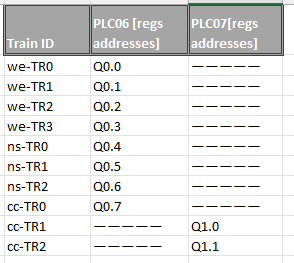 Train ID PLC06 [regs addresses] PLC07[regs addresses]
we-TR0 Q0.0 —————
we-TR1 Q0.1 —————
we-TR2 Q0.2 —————
we-TR3 Q0.3 —————
ns-TR0 Q0.4 —————
ns-TR1 Q0.5 —————
ns-TR2 Q0.6 —————
cc-TR0 Q0.7 —————
cc-TR1 ————— Q1.0
cc-TR2 ————— Q1.1